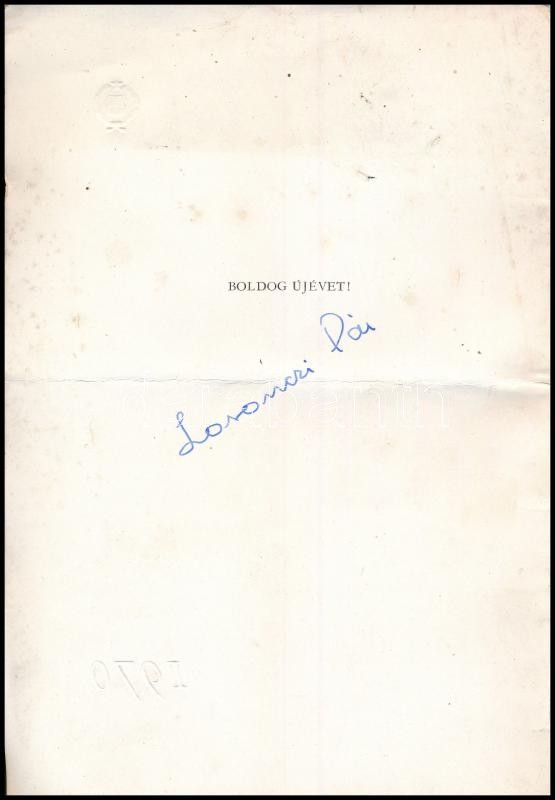 BOLDOG ÚJÉVET!
Losonczi Pál
1970